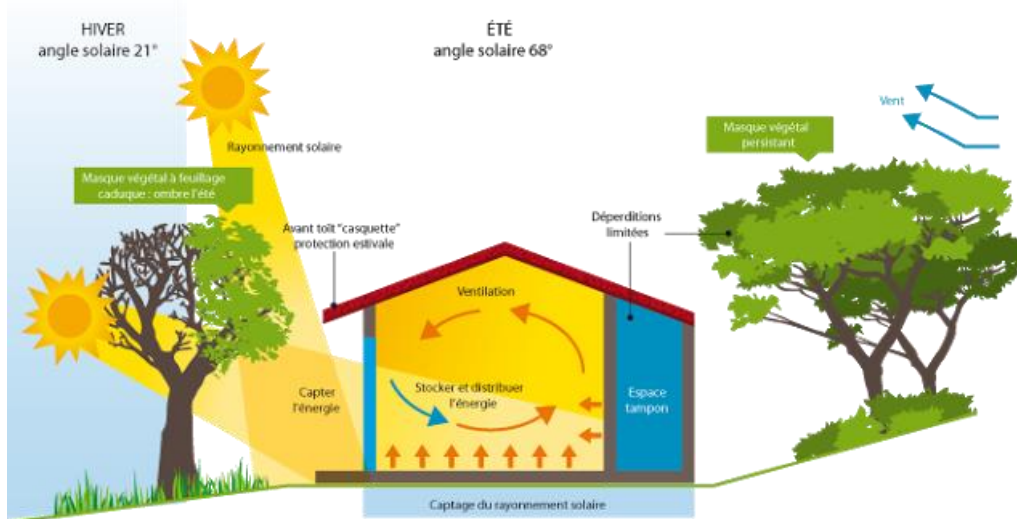 HIVER
angle solaire 21°
ÉTÉ
angle solaire 68°
Vent
Masque végétal
persistant
Rayonnement solaire
Masque végétal à feuillage
caduque : ombre l'été
Avant toit "casquette"
protection estivale
Déperditions
limitées
Ventilation
Capter
l'énergie
Stocker et distribuer
l'énergie
Espace
tampon
Captage du rayonnement solaire